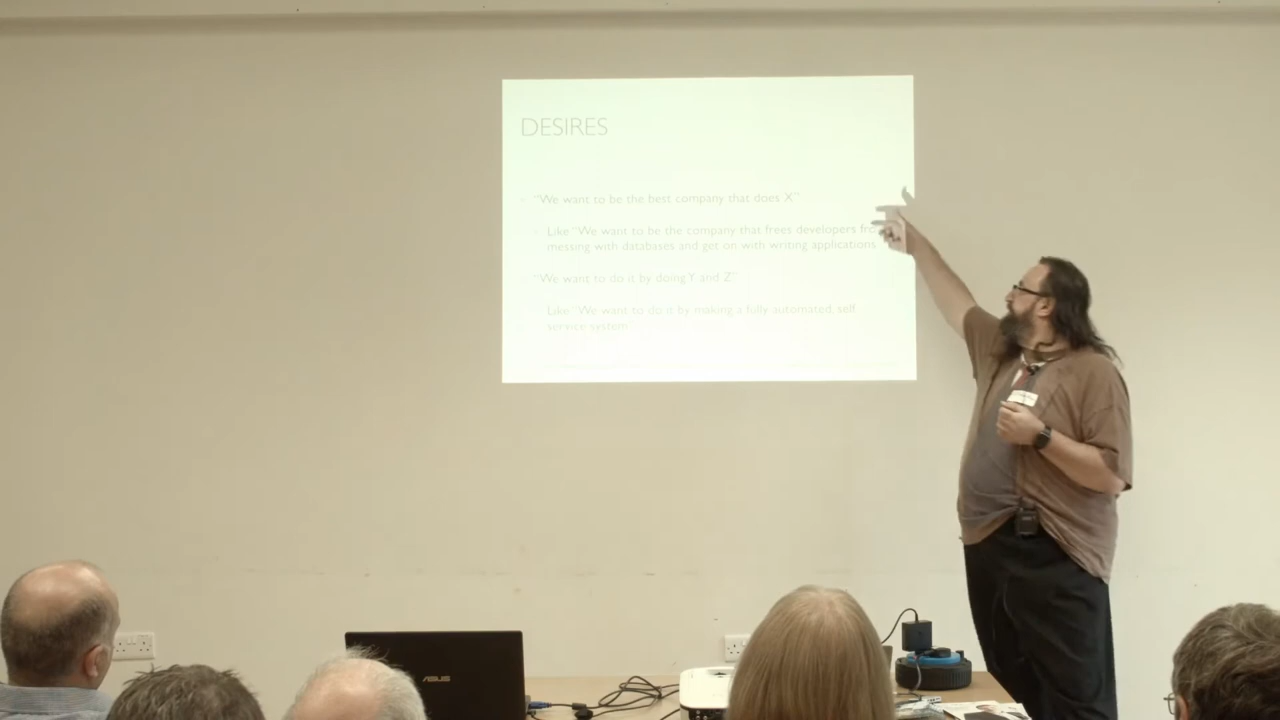 DESIRES
"We want to be the best company that does X"
Like "We want to be the company that frees developers
messing with databases and get on with writing applications
"We want to do it by doing Y and Z"
Like "We want to do it by making a fully automated, self
service system
ASUS